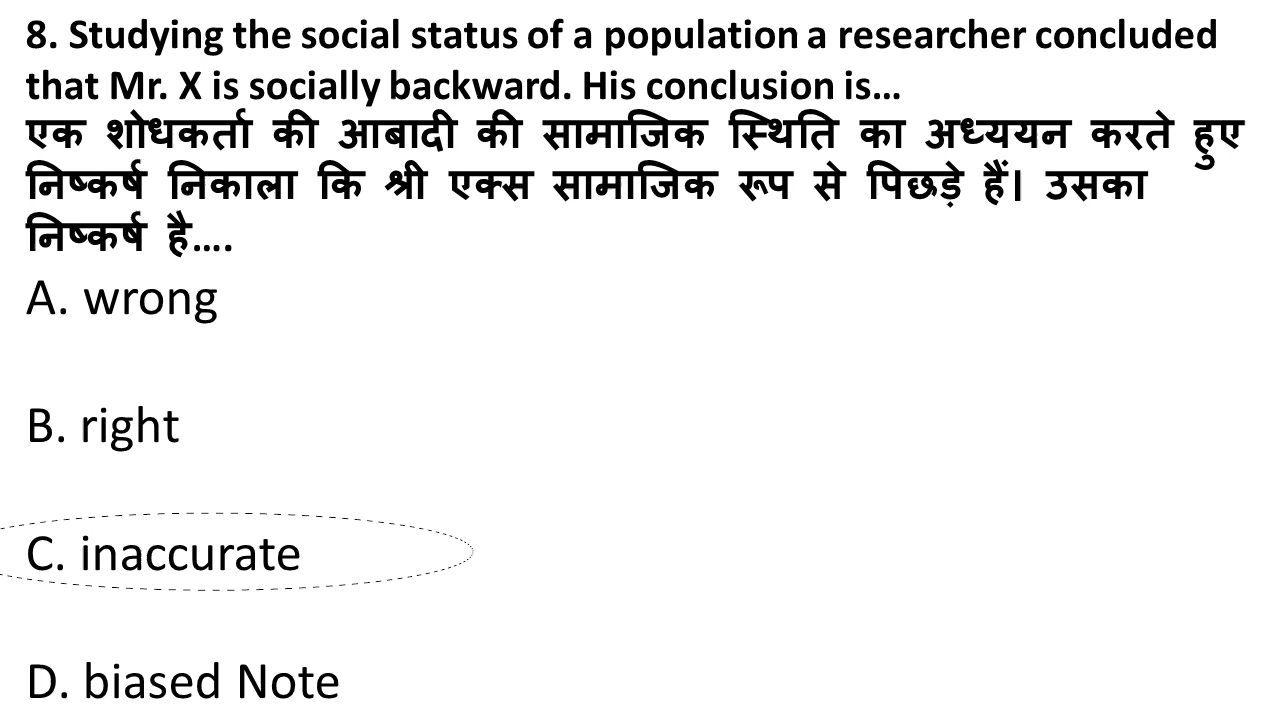 8. Studying the social status of a population a researcher concluded
that Mr. X is socially backward. His conclusion is…
एक शोधकर्ता की आबादी की सामाजिक स्थिति का अध्ययन करते हुए
निष्कर्ष निकाला कि श्री एक्स सामाजिक रूप से पिछड़े हैं। उसका
निष्कर्ष है….
A. wrong
B. right
C. inaccurate
D. biased Note